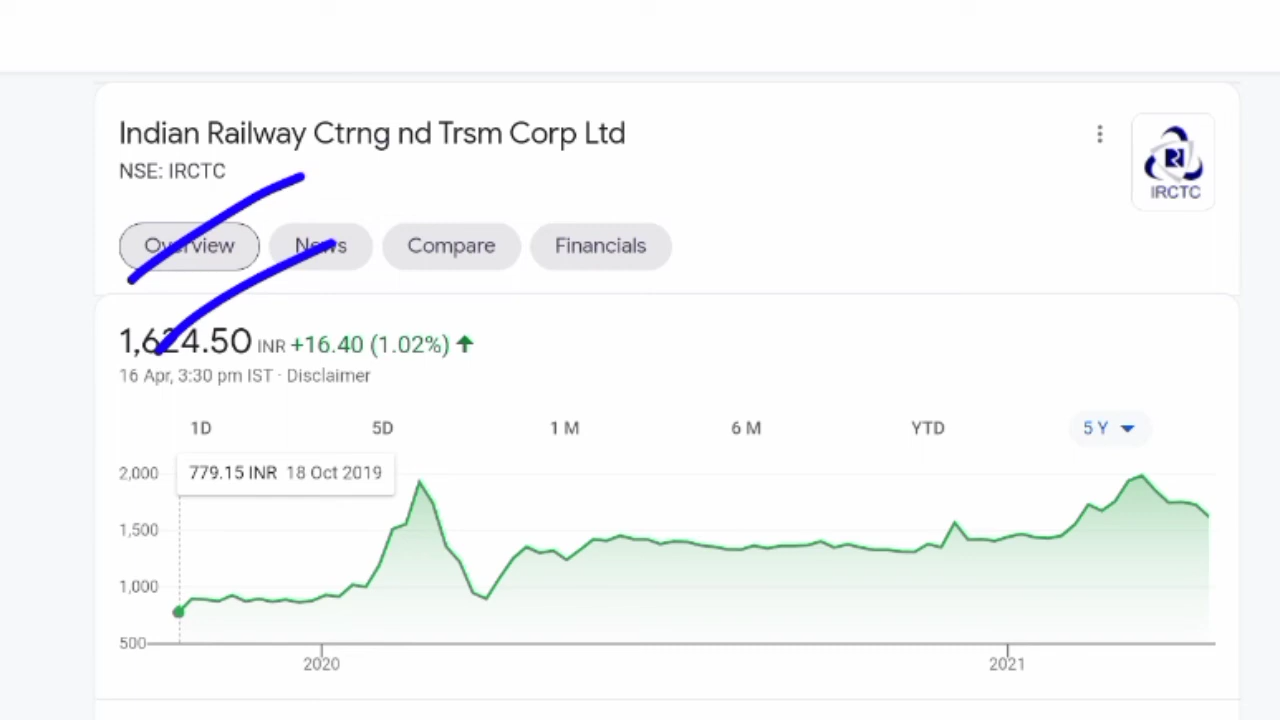 Indian Railway Ctrng nd Trsm Corp Ltd
NSE: IRCTC
IRCTC
Overview News Compare Financials
1,624.50 INR +16.40 (1.02%)
16 Apr, 3:30 pm IST · Disclaimer
1D 5D 1 M 6 M YTD 5 Y
779.15 INR 18 Oct 2019
2,000
1,500
1,000
500
2020 2021